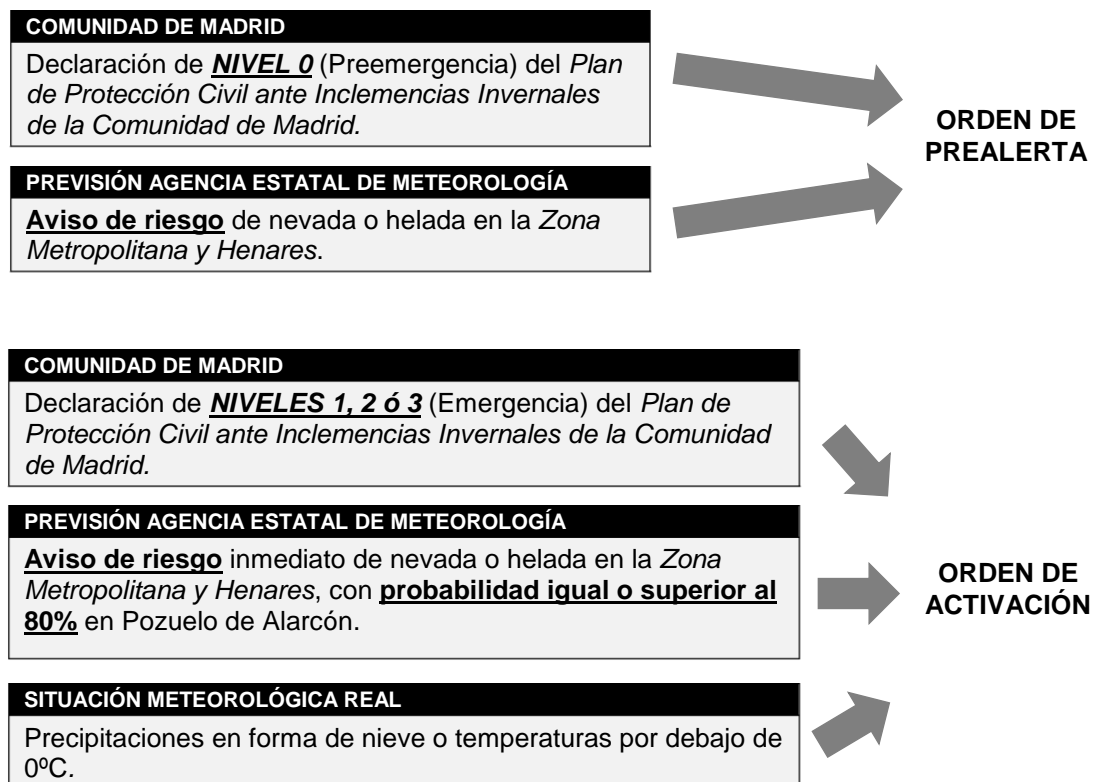 COMUNIDAD DE MADRID
Declaración de NIVEL 0 (Preemergencia) del Plan
de Protección Civil ante Inclemencias Invernales
de la Comunidad de Madrid.
PREVISIÓN AGENCIA ESTATAL DE METEOROLOGÍA
Aviso de riesgo de nevada o helada en la Zona
Metropolitana y Henares.
ORDEN DE
PREALERTA
COMUNIDAD DE MADRID
Declaración de NIVELES 1, 2 ó 3 (Emergencia) del Plan de
Protección Civil ante Inclemencias Invernales de la Comunidad
de Madrid.
PREVISIÓN AGENCIA ESTATAL DE METEOROLOGÍA
Aviso de riesgo inmediato de nevada o helada en la Zona
Metropolitana y Henares, con probabilidad igual o superior al
80% en Pozuelo de Alarcón.
SITUACIÓN METEOROLÓGICA REAL
Precipitaciones en forma de nieve o temperaturas por debajo de
0ºC.
ORDEN DE
ACTIVACIÓN